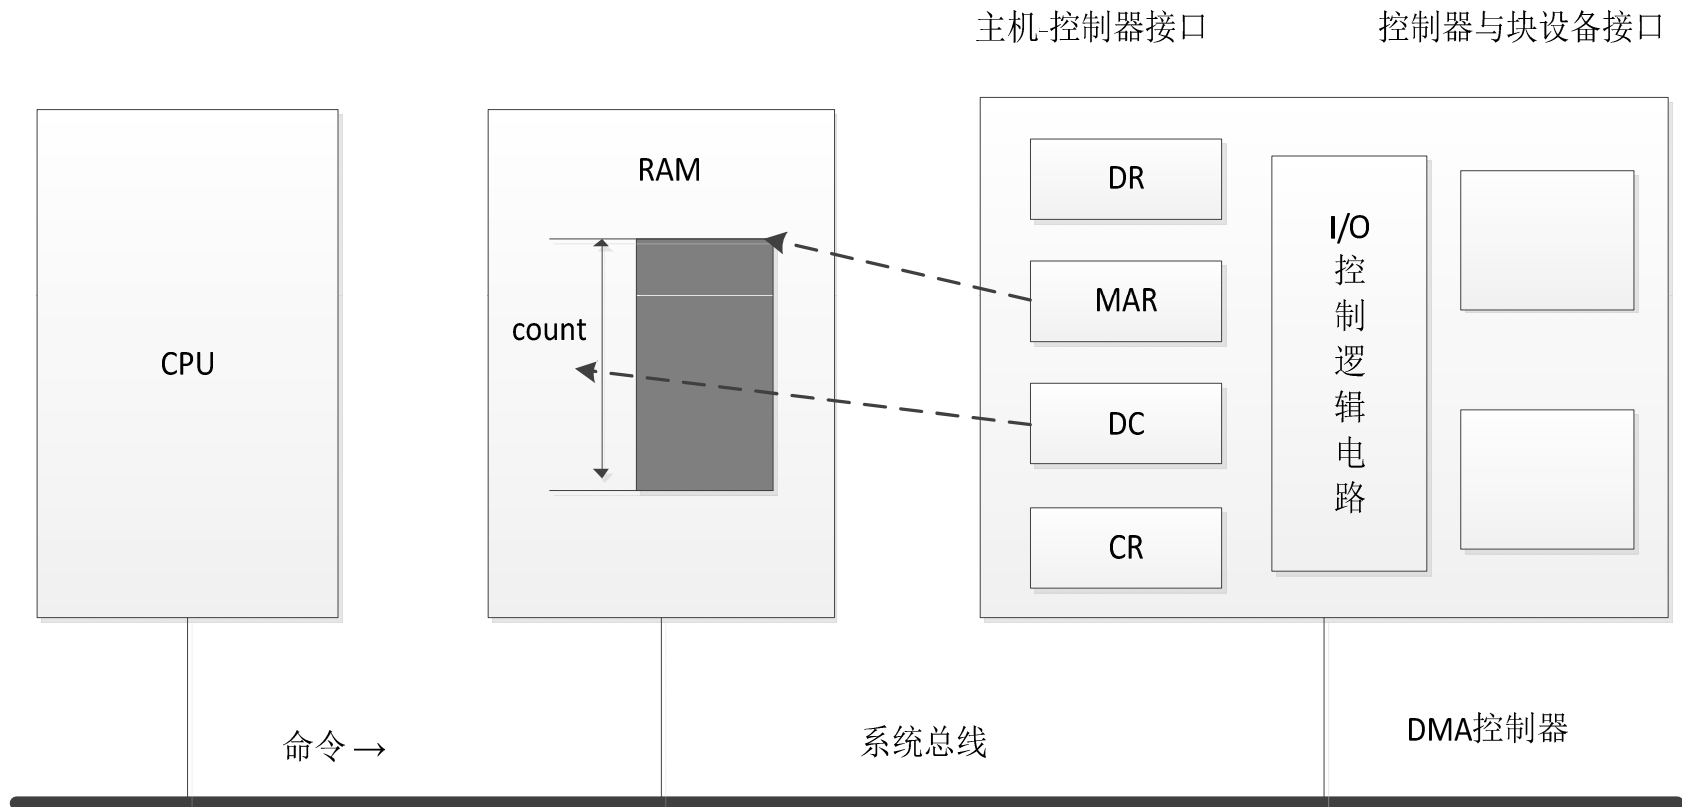 主机-控制器接口
控制器与块设备接口
CPU
RAM
count
DR
MAR
DC
CR
I/O
控
制
逻
辑
电
路
命令→
系统总线
DMA控制器